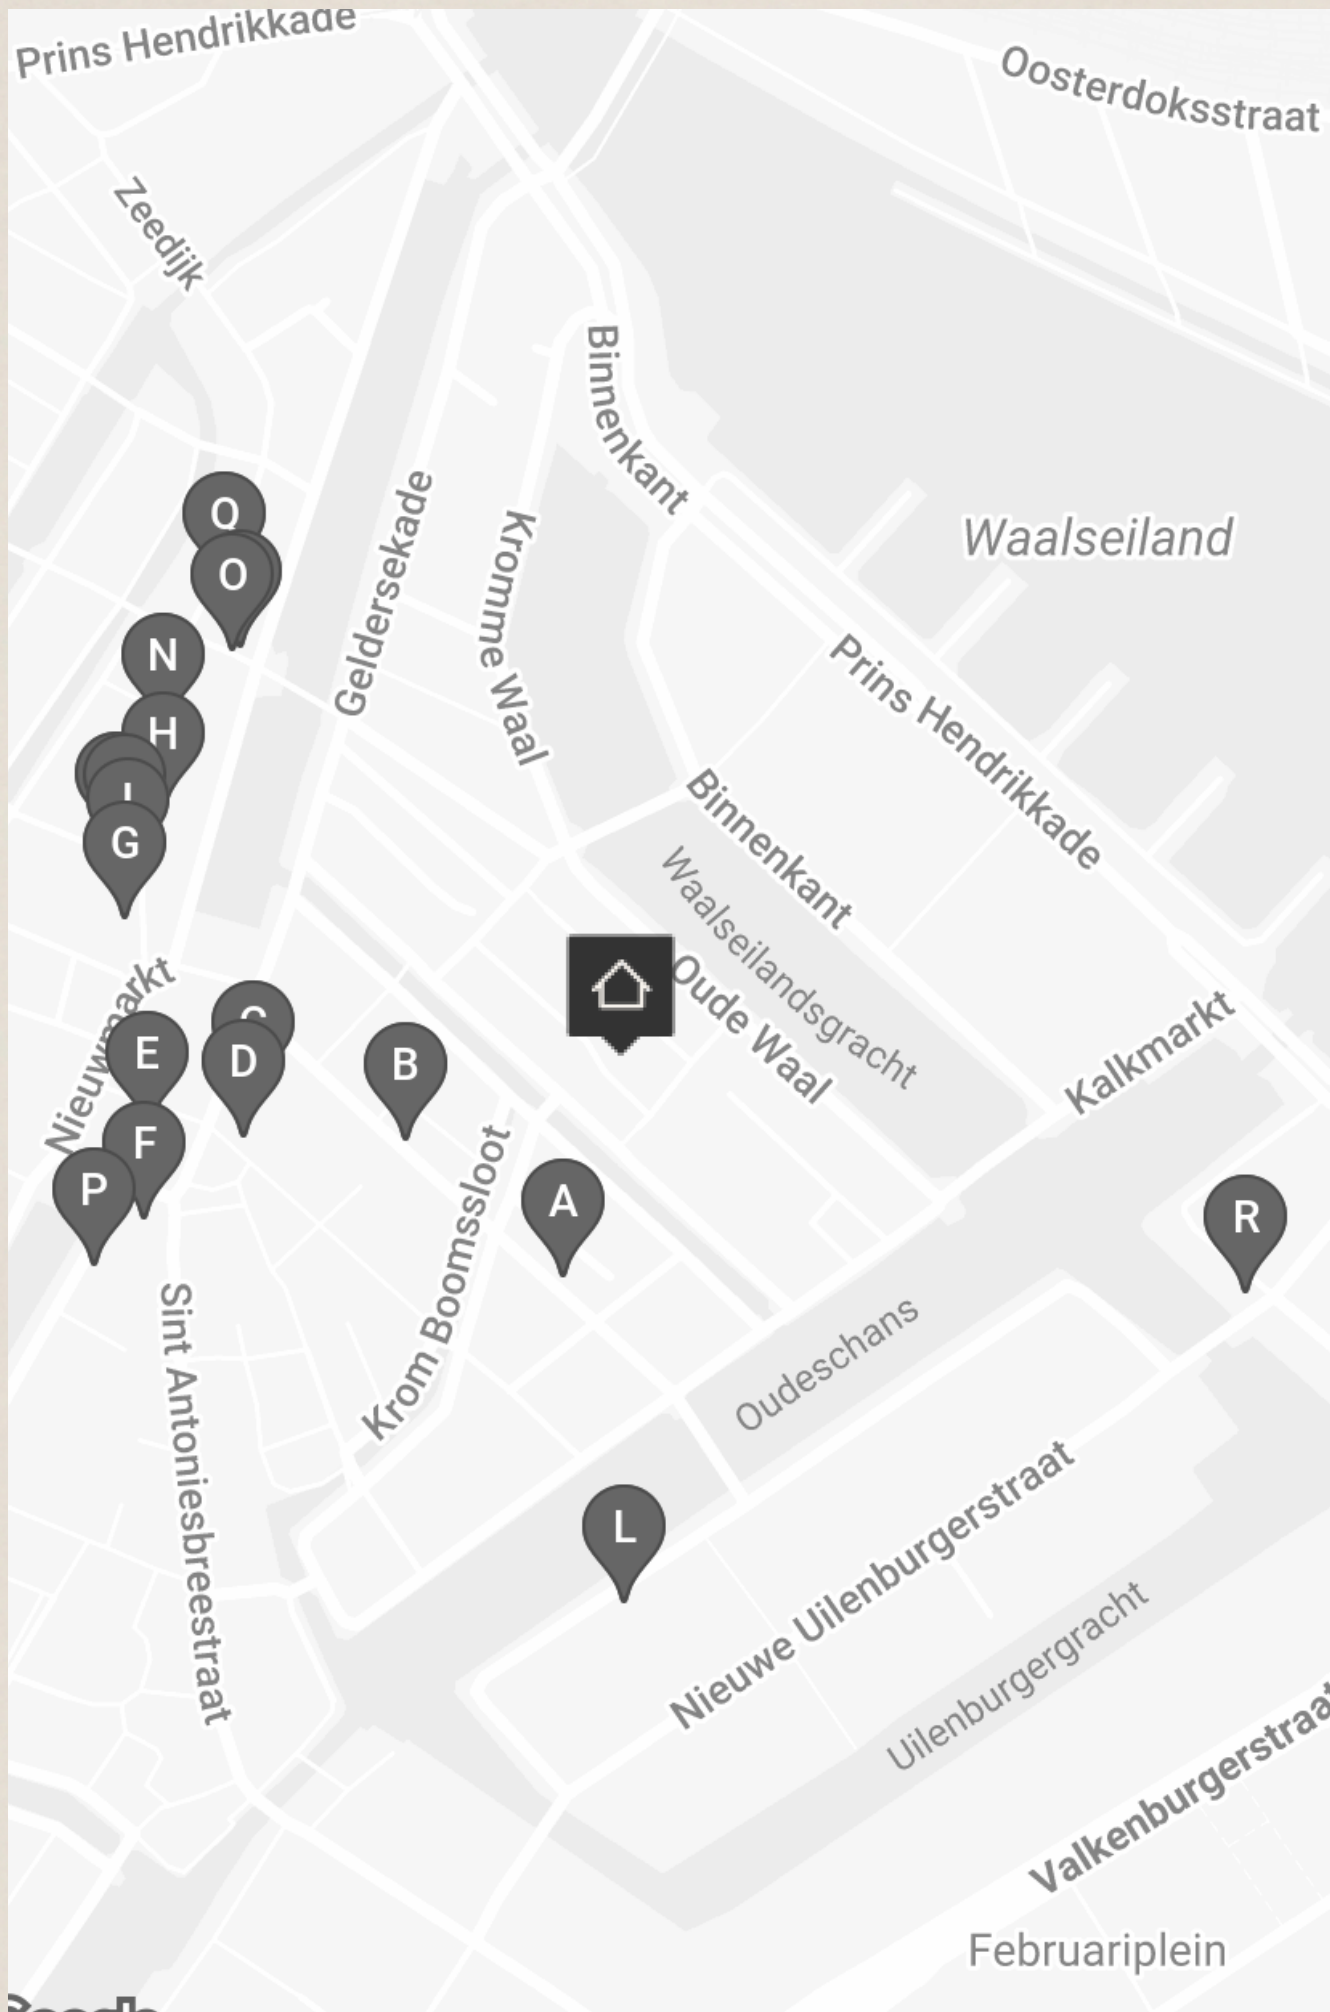 Prins Hendrikkade
Oosterdoksstraat
Zeedijk
Binnenkant
Q
Geldersekade
Kromme Waal
Waalseiland
O
N
Prins Hendrikkade
H
Binnenkant
G
Waalseilandsgracht
Nieuwmarkt
Oude Waal
Kalkmarkt
E
D
B
F
P
A
R
Krom Boomssloot
Sint Antoniesbreestraat
Oudeschans
L
Nieuwe Uilenburgerstraat
Uilenburgergracht
Valkenburgerstraat
Februariplein